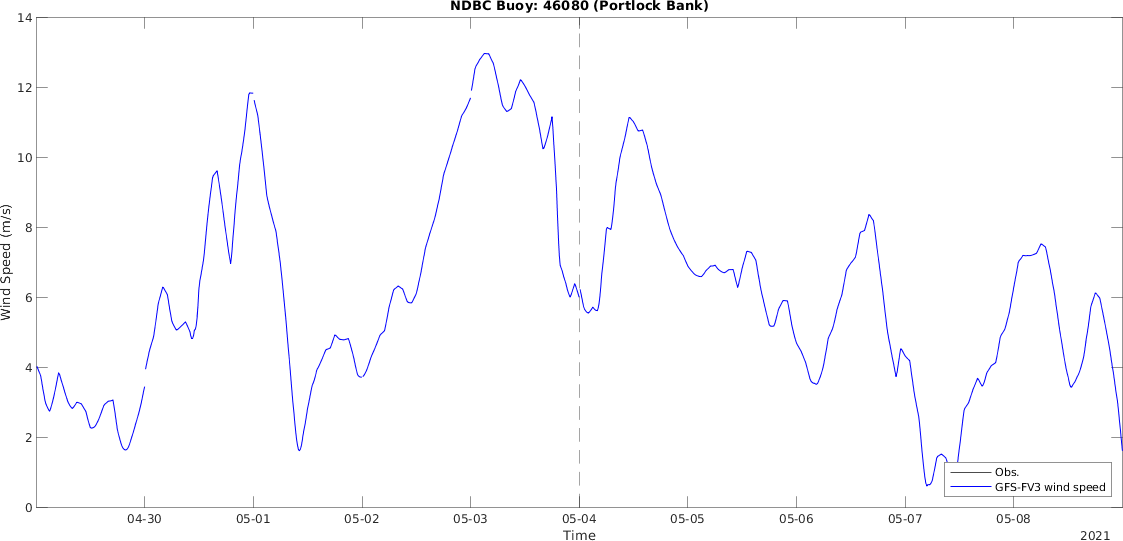 NDBC Buoy: 46080 (Portlock Bank)
14
12
10
8
6
4
2
0
Wind Speed (m/s)
04-30 05-01 05-02 05-03 05-04 05-05 05-06 05-07 05-08
Time
2021
Obs.
GFS-FV3 wind speed